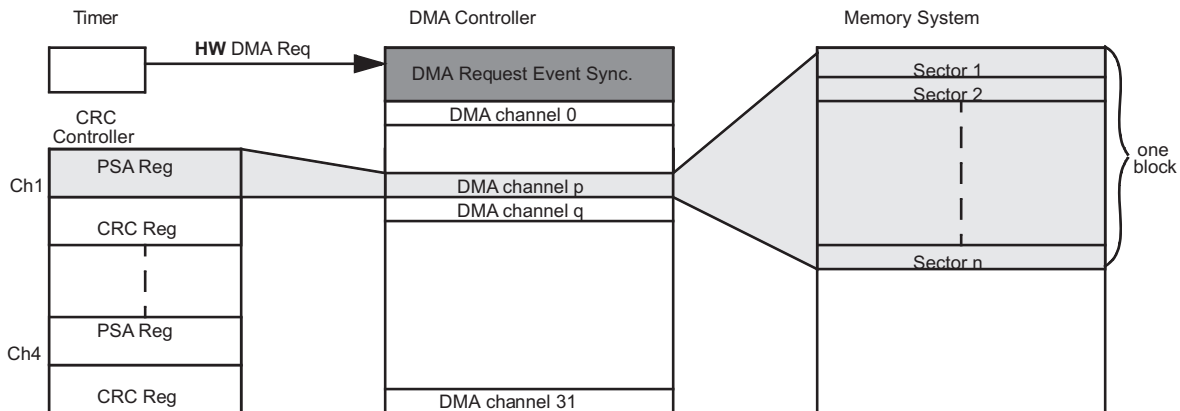 Timer
DMA Controller
Memory System
HW DMA Req
DMA Request Event Sync.
Sector 1
Sector 2
DMA channel 0
CRC
Controller
one
block
PSA Reg
Ch1
DMA channel p
DMA channel q
CRC Reg
Sector n
PSA Reg
Ch4
CRC Reg
DMA channel 31